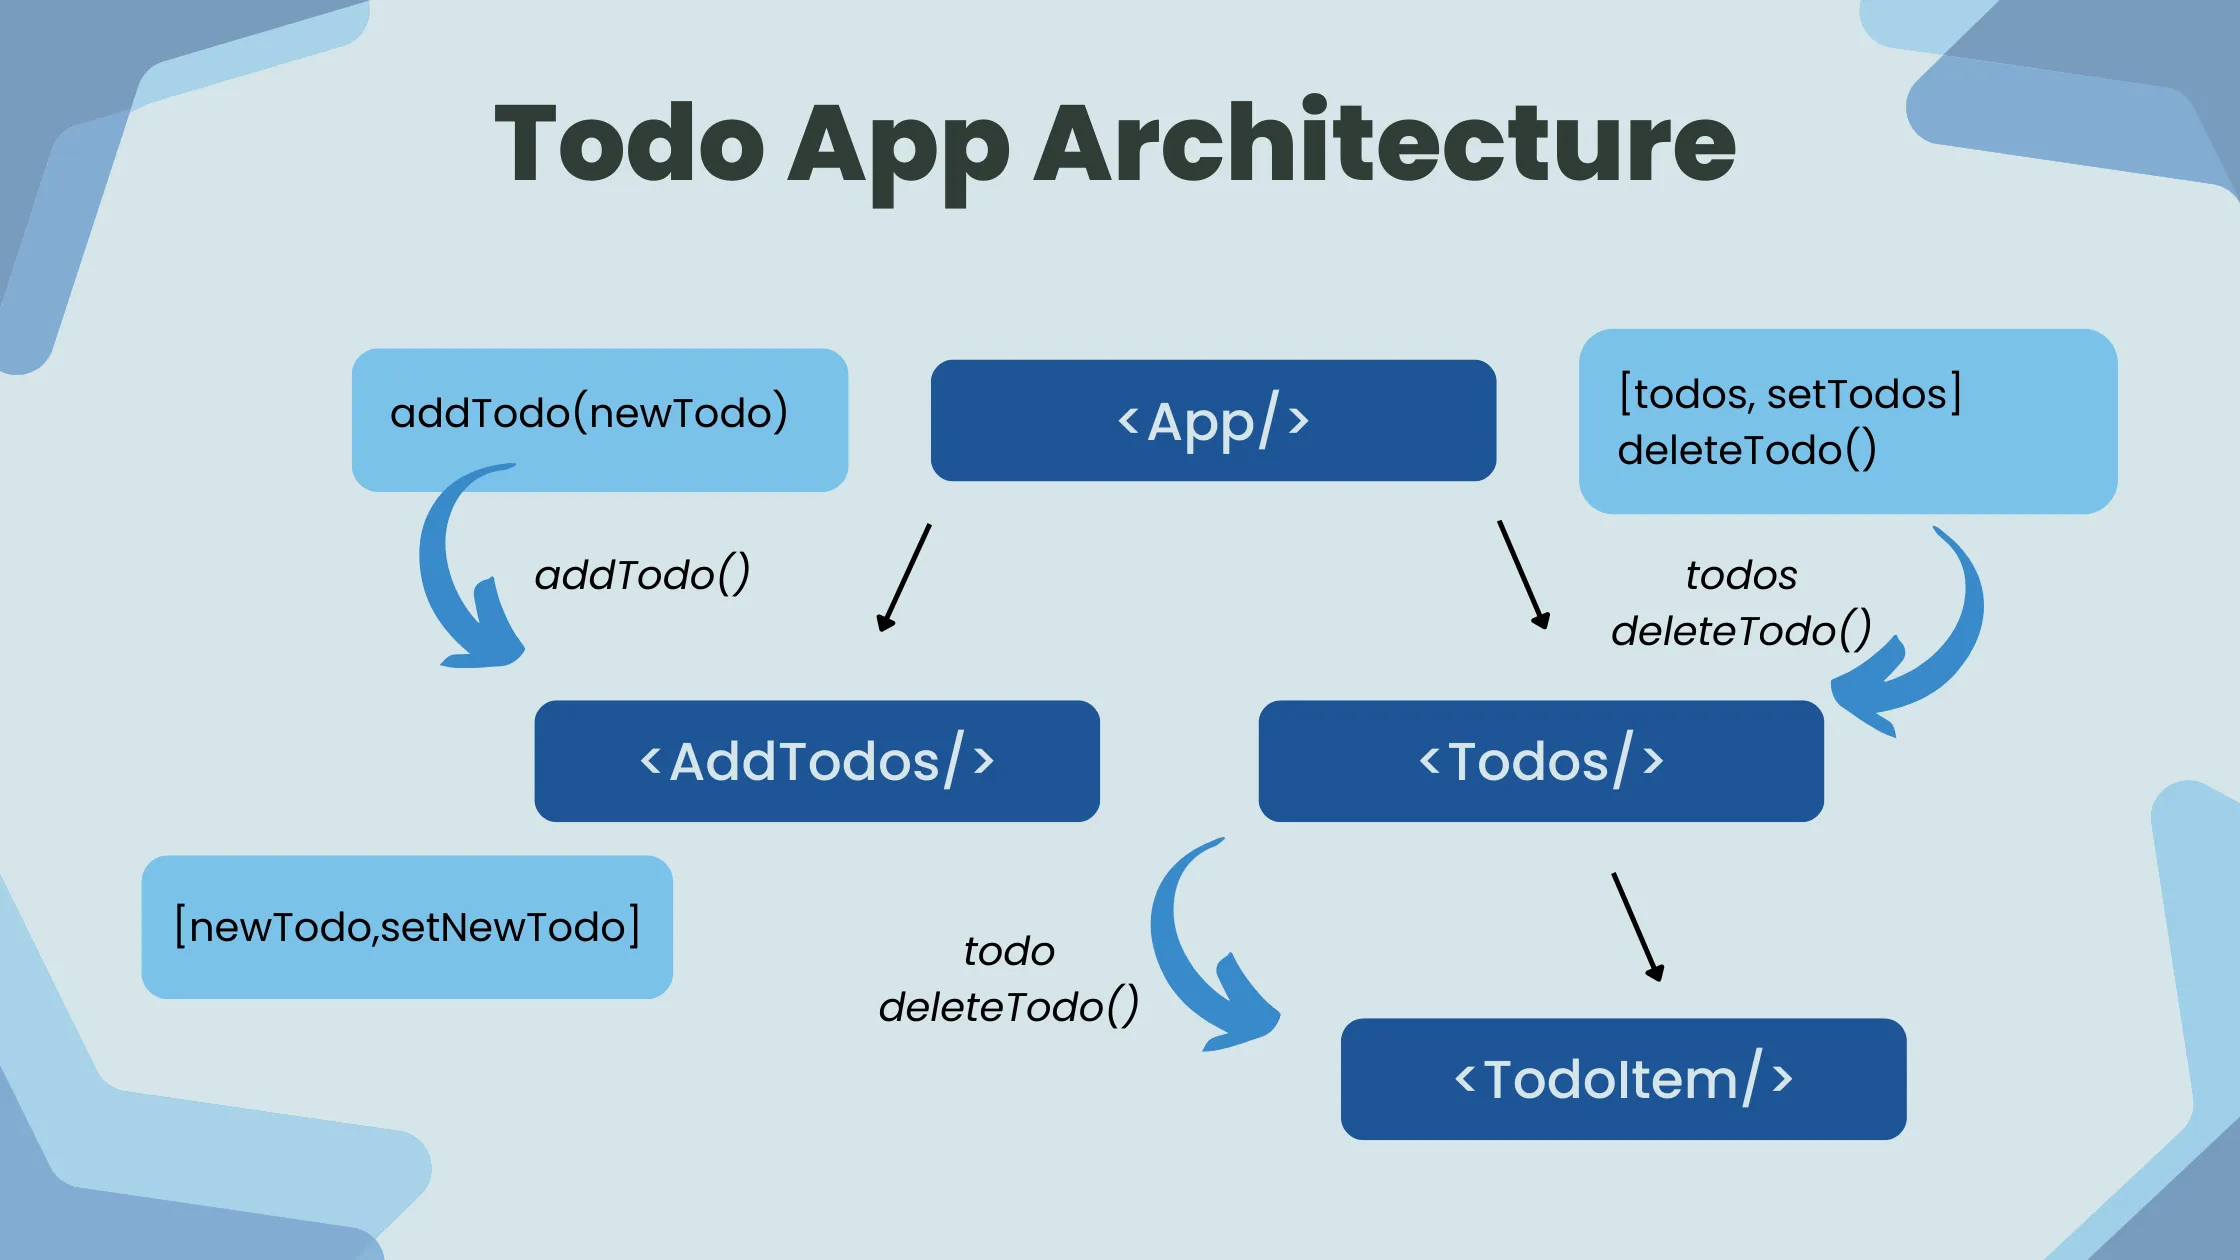 Todo App Architecture
addTodo(newTodo)
<App/>
[todos, setTodos]
deleteTodo()
addTodo()
todos
deleteTodo()
<AddTodos/>
<Todos/>
[newTodo,setNewTodo]
todo
deleteTodo()
<TodoItem/>